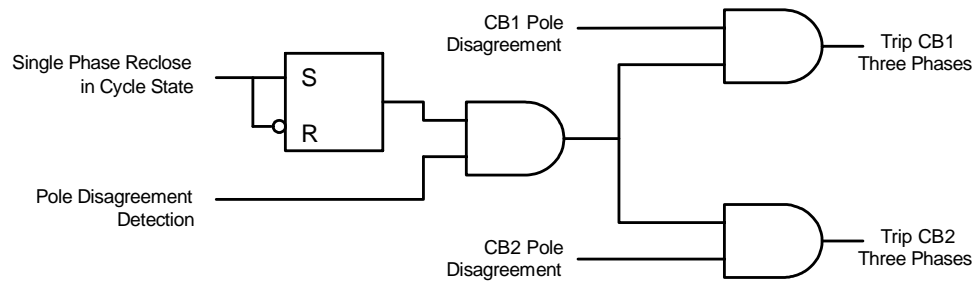 CB1 Pole
Disagreement
Trip CB1
Three Phases
Single Phase Reclose
in Cycle State
S
R
Pole Disagreement
Detection
CB2 Pole
Disagreement
Trip CB2
Three Phases